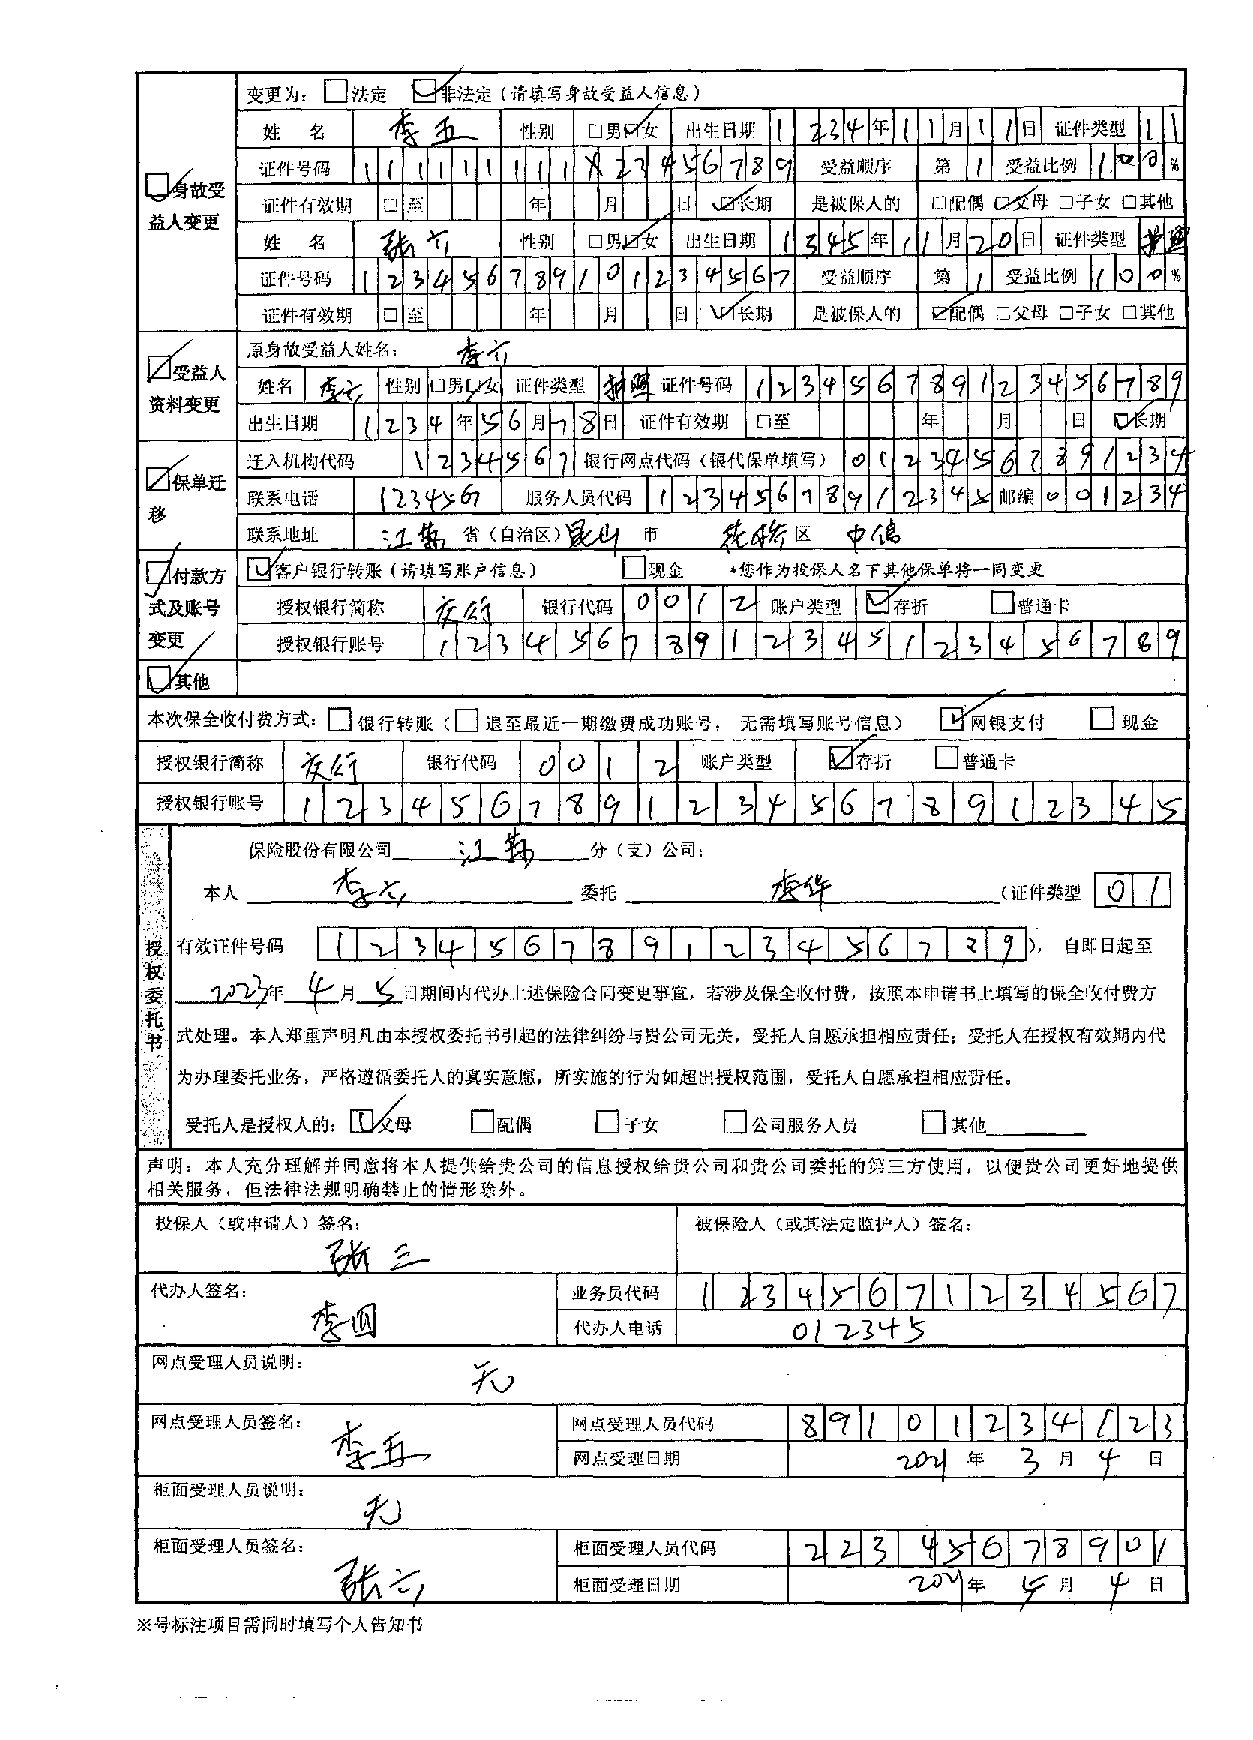 变更为：□法定 ☑非法定（请填写身故受益人信息）
☑身故受益人变更
姓 名 李五 性别 □男☑女 出生日期 1234年11月11日 证件类型 11
证件号码 111111111X23456789 受益顺序 第1 受益比例 100%
证件有效期 □至 年 月 日 ☑长期 是被保人的 □配偶 ☑父母 □子女 □其他
姓 名 张六 性别 □男☑女 出生日期 1345年11月20日 证件类型 护照
证件号码 123456789101234567 受益顺序 第1 受益比例 100%
证件有效期 □至 年 月 日 ☑长期 是被保人的 ☑配偶 □父母 □子女 □其他
☑受益人资料变更
原身故受益人姓名： 李六
姓名 李六 性别 □男☑女 证件类型 护照 证件号码 123456789123456789
出生日期 1234年56月78日 证件有效期 □至 年 月 日 ☑长期
☑保单迁移
迁入机构代码 1234567 银行网点代码（银代保单填写）01234567891234
联系电话 1234567 服务人员代码 12345678912345 邮编 001234
联系地址 江苏 省（自治区）昆山 市 花桥 区
☑付款方式及账号变更
☑客户银行转账（请填写账户信息） □现金 *您作为投保人名下其他保单将一同变更
授权银行简称 农行 银行代码 0012 账户类型 ☑存折 □普通卡
授权银行账号 12345678912345123456789
☑其他
本次保全收付费方式：□银行转账（□退至最近一期缴费成功账号，无需填写账号信息） ☑网银支付 □现金
授权银行简称 农行 银行代码 0012 账户类型 ☑存折 □普通卡
授权银行账号 12345678912345678912345
授权委托书
保险股份有限公司 江苏 分（支）公司：
本人 李六 委托 （证件类型 01
有效证件号码 123456789123456789），自即日起至
2023年4月5日期间内代办上述保险合同变更事宜，若涉及保全收付费，按照本申请书上填写的保全收付费方
式处理。本人郑重声明凡由本授权委托书引起的法律纠纷与贵公司无关，受托人自愿承担相应责任；受托人在授权有效期内代
为办理委托业务，严格遵循委托人的真实意愿，所实施的行为如超出授权范围，受托人自愿承担相应责任。
受托人是授权人的：☑父母 □配偶 □子女 □公司服务人员 □其他
声明：本人充分理解并同意将本人提供给贵公司的信息授权给贵公司和贵公司委托的第三方使用，以便贵公司更好地提供
相关服务，但法律法规明确禁止的情形除外。
投保人（或申请人）签名： 张三 被保险人（或其法定监护人）签名：
代办人签名： 李四 业务员代码 12345671234567
代办人电话 012345
网点受理人员说明： 无
网点受理人员签名： 李五 网点受理人员代码 89101234123
网点受理日期 2021年3月4日
柜面受理人员说明： 无
柜面受理人员签名： 张六 柜面受理人员代码 22345678901
柜面受理日期 2021年5月4日
※号标注项目需同时填写个人告知书